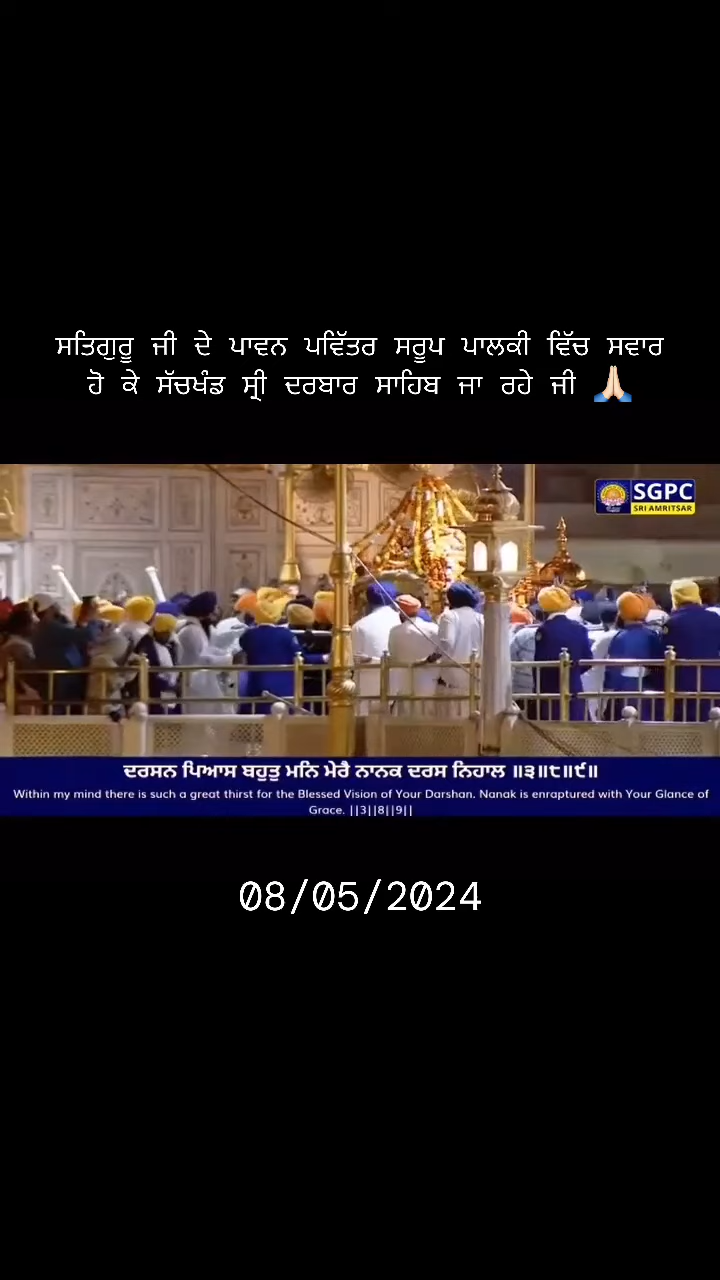 ਸਤਿਗੁਰੂ ਜੀ ਦੇ ਪਾਵਨ ਪਵਿੱਤਰ ਸਰੂਪ ਪਾਲਕੀ ਵਿੱਚ ਸਵਾਰ
ਹੋ ਕੇ ਸੱਚਖੰਡ ਸ੍ਰੀ ਦਰਬਾਰ ਸਾਹਿਬ ਜਾ ਰਹੇ ਜੀ 🙏🏻
SGPC
SRI AMRITSAR
ਦਰਸਨ ਪਿਆਸ ਬਹੁਤੁ ਮਨਿ ਮੇਰੈ ਨਾਨਕ ਦਰਸ ਨਿਹਾਲ ॥੩॥੮॥੯॥
Within my mind there is such a great thirst for the Blessed Vision of Your Darshan. Nanak is enraptured with Your Glance of
Grace. ||3||8||9||
08/05/2024